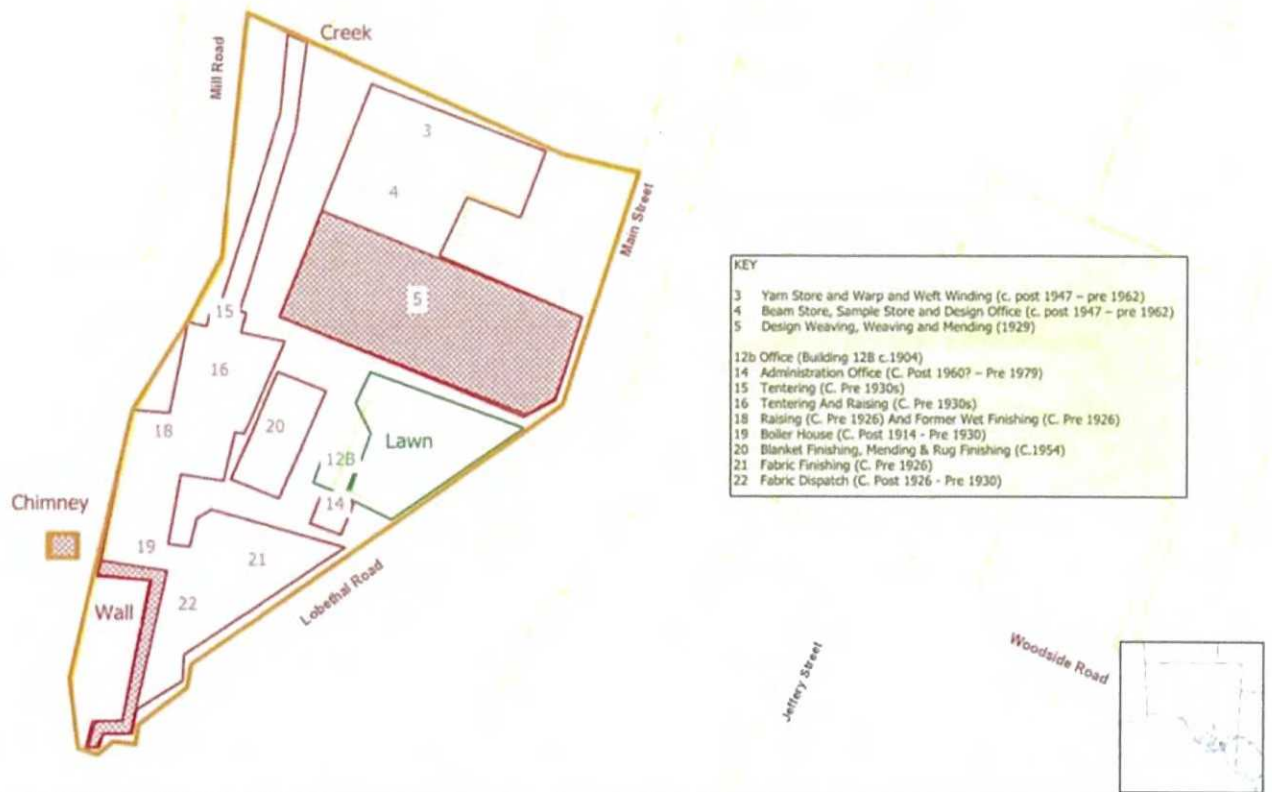 Creek
Mill Road
3
4
Main Street
5
15
16
18
20
12B
Lawn
14
Chimney
19
21
Wall
22
Lobethal Road
KEY
3 Yarn Store and Warp and Weft Winding (c. post 1947 – pre 1962)
4 Beam Store, Sample Store and Design Office (c. post 1947 – pre 1962)
5 Design Weaving, Weaving and Mending (1929)
12b Office (Building 12B c.1904)
14 Administration Office (C. Post 1960? – Pre 1979)
15 Tentering (C. Pre 1930s)
16 Tentering And Raising (C. Pre 1930s)
18 Raising (C. Pre 1926) And Former Wet Finishing (C. Pre 1926)
19 Boiler House (C. Post 1914 - Pre 1930)
20 Blanket Finishing, Mending & Rug Finishing (C.1954)
21 Fabric Finishing (C. Pre 1926)
22 Fabric Dispatch (C. Post 1926 - Pre 1930)
Jeffery Street
Woodside Road